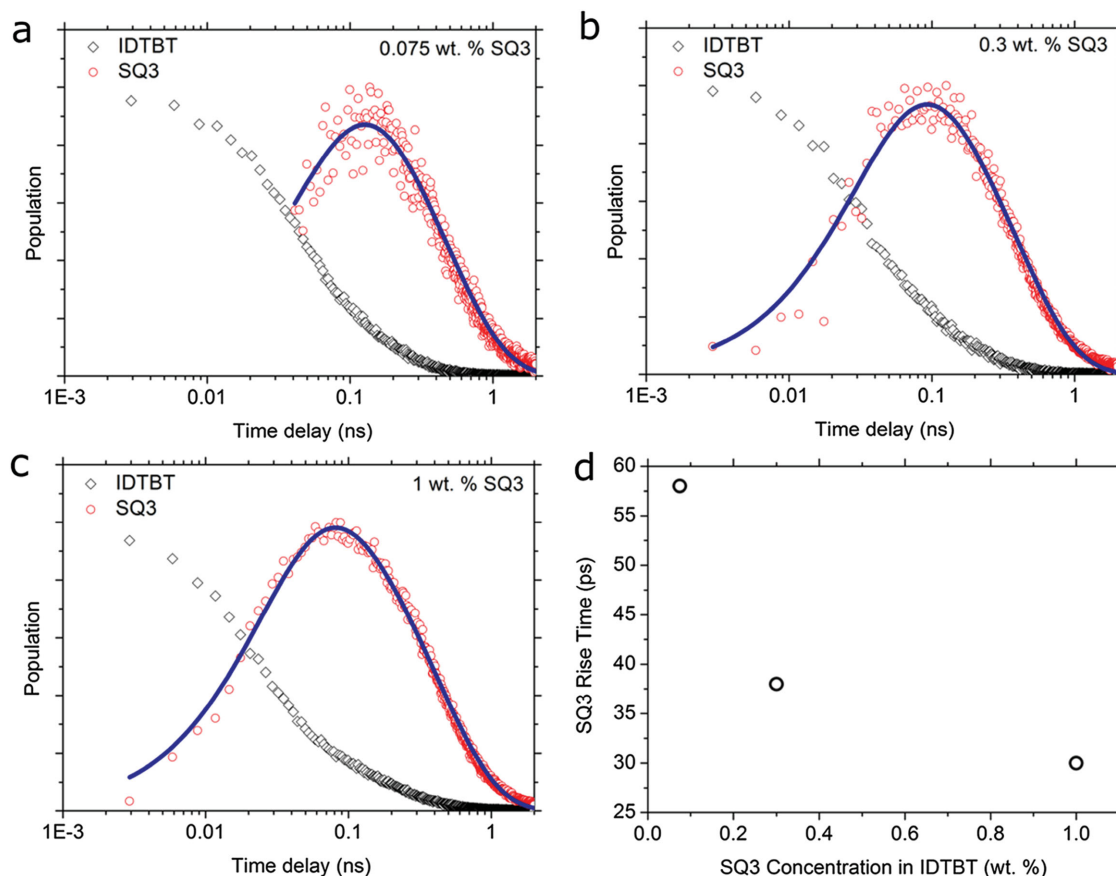 a
IDTBT
SQ3
0.075 wt. % SQ3
Population
1E-3 0.01 0.1 1
Time delay (ns)
b
IDTBT
SQ3
0.3 wt. % SQ3
Population
1E-3 0.01 0.1 1
Time delay (ns)
c
IDTBT
SQ3
1 wt. % SQ3
Population
1E-3 0.01 0.1 1
Time delay (ns)
d
60
55
50
45
40
35
30
25
SQ3 Rise Time (ps)
0.0 0.2 0.4 0.6 0.8 1.0
SQ3 Concentration in IDTBT (wt. %)